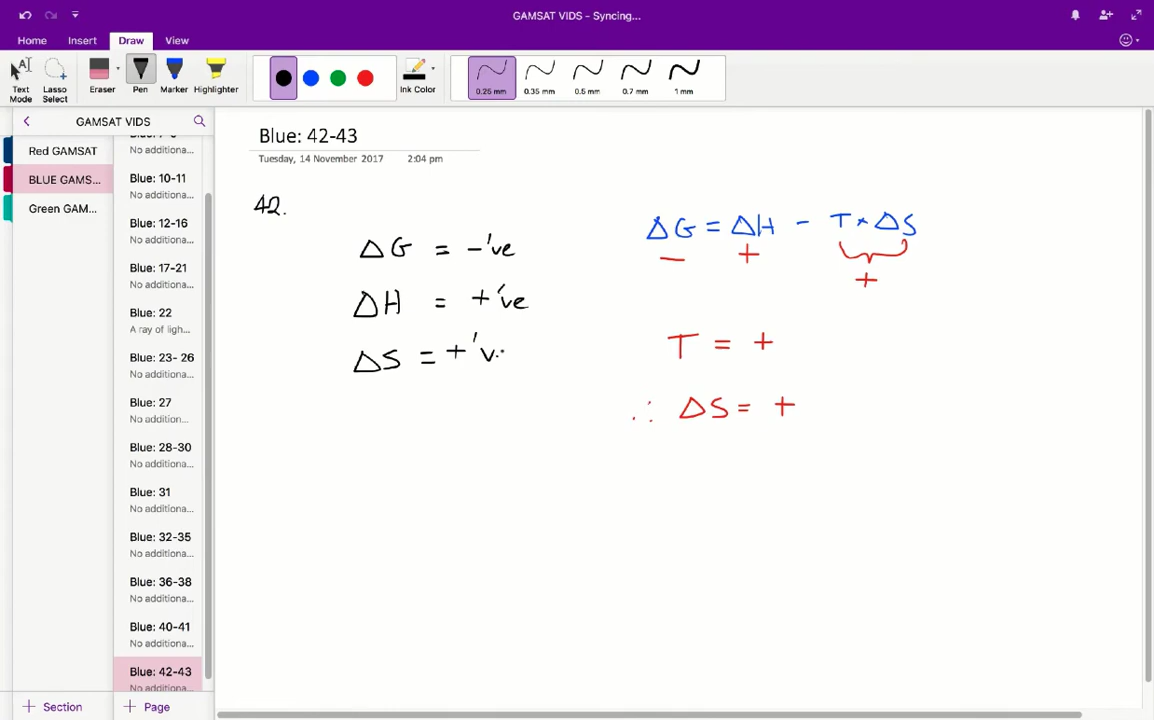 GAMSAT VIDS - Syncing...
Home Insert Draw View
Text Mode
Lasso Select
Eraser
Pen
Marker
Highlighter
Ink Color
0.25 mm
0.35 mm
0.5 mm
0.7 mm
1 mm
GAMSAT VIDS
Red GAMSAT
BLUE GAMS...
Green GAM...
No additiona...
Blue: 10-11
No additiona...
Blue: 12-16
No additiona...
Blue: 17-21
No additiona...
Blue: 22
A ray of ligh...
Blue: 23- 26
No additiona...
Blue: 27
No addition...
Blue: 28-30
No additiona...
Blue: 31
No additiona...
Blue: 32-35
No additiona...
Blue: 36-38
No additiona...
Blue: 40-41
No additiona...
Blue: 42-43
No additiona...
+ Section
+ Page
Blue: 42-43
Tuesday, 14 November 2017 2:04 pm
42.
ΔG = -'ve
ΔH = +'ve
ΔS = +'v
ΔG = ΔH - T × ΔS
- + +
T = +
∴ ΔS = +